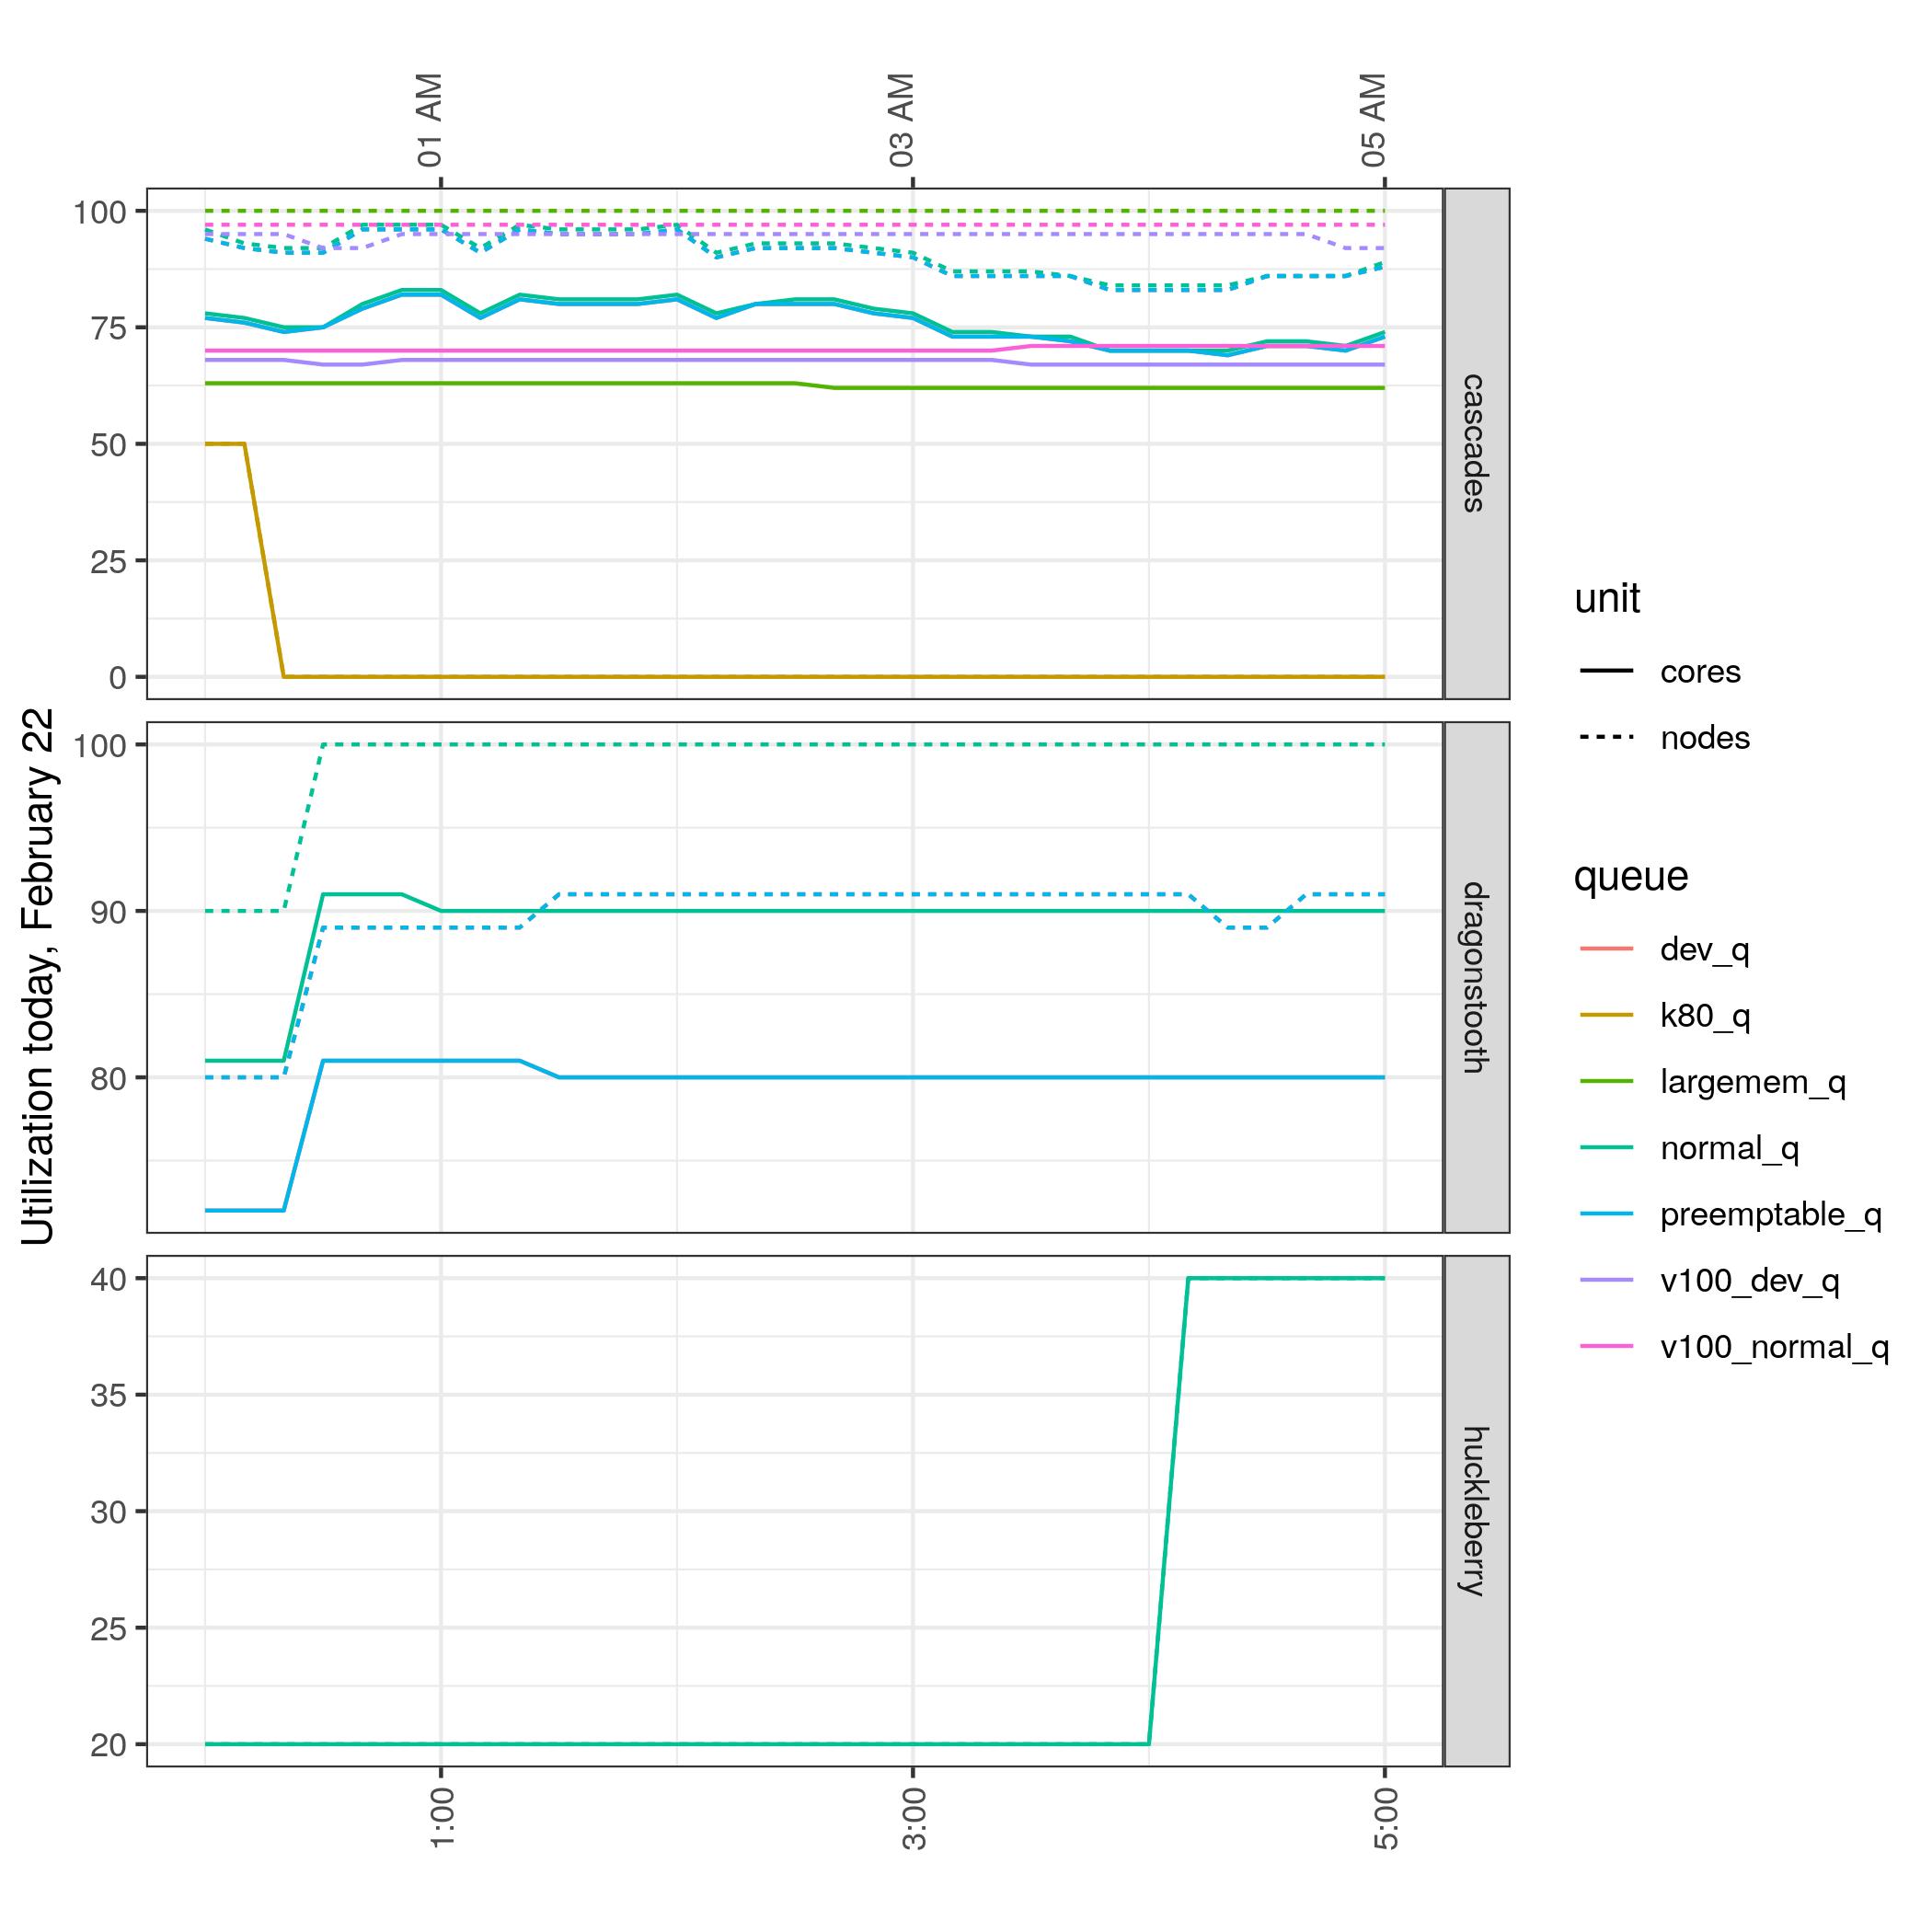 01 AM
03 AM
05 AM
Utilization today, February 22
100
75
50
25
0
cascades
100
90
80
dragonstooth
40
35
30
25
20
huckleberry
1:00
3:00
5:00
unit
cores
nodes
queue
dev_q
k80_q
largemem_q
normal_q
preemptable_q
v100_dev_q
v100_normal_q